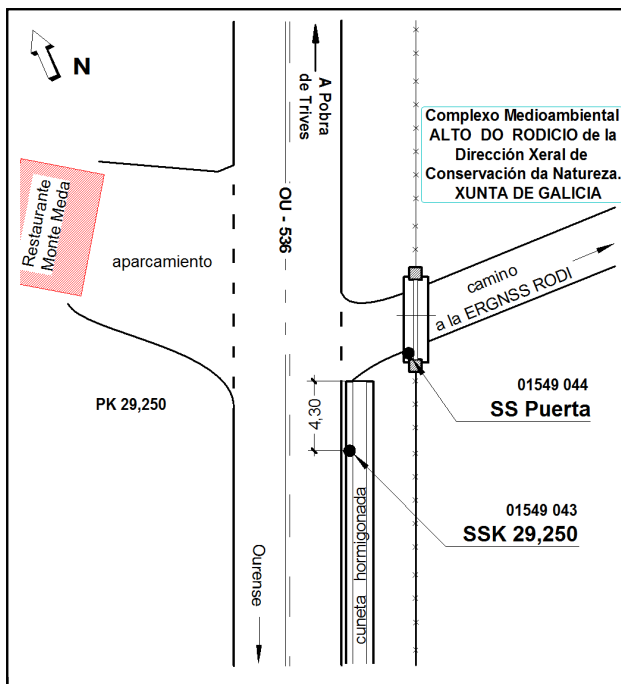 N
A Pobra
de Trives
Complexo Medioambiental
ALTO DO RODICIO de la
Dirección Xeral de
Conservación da Natureza.
XUNTA DE GALICIA
OU - 536
Restaurante
Monte Meda
aparcamiento
camino
a la ERGNSS RODI
PK 29,250
4,30
01549 044
SS Puerta
01549 043
SSK 29,250
cuneta hormigonada
Ourense